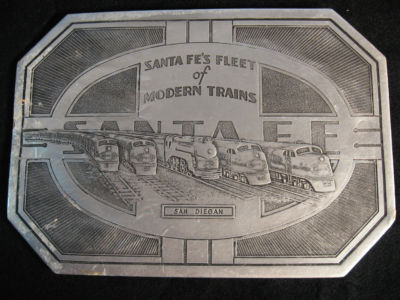 SANTA FE'S FLEET
of
MODERN TRAINS
SANTA FE
SAN DIEGAN